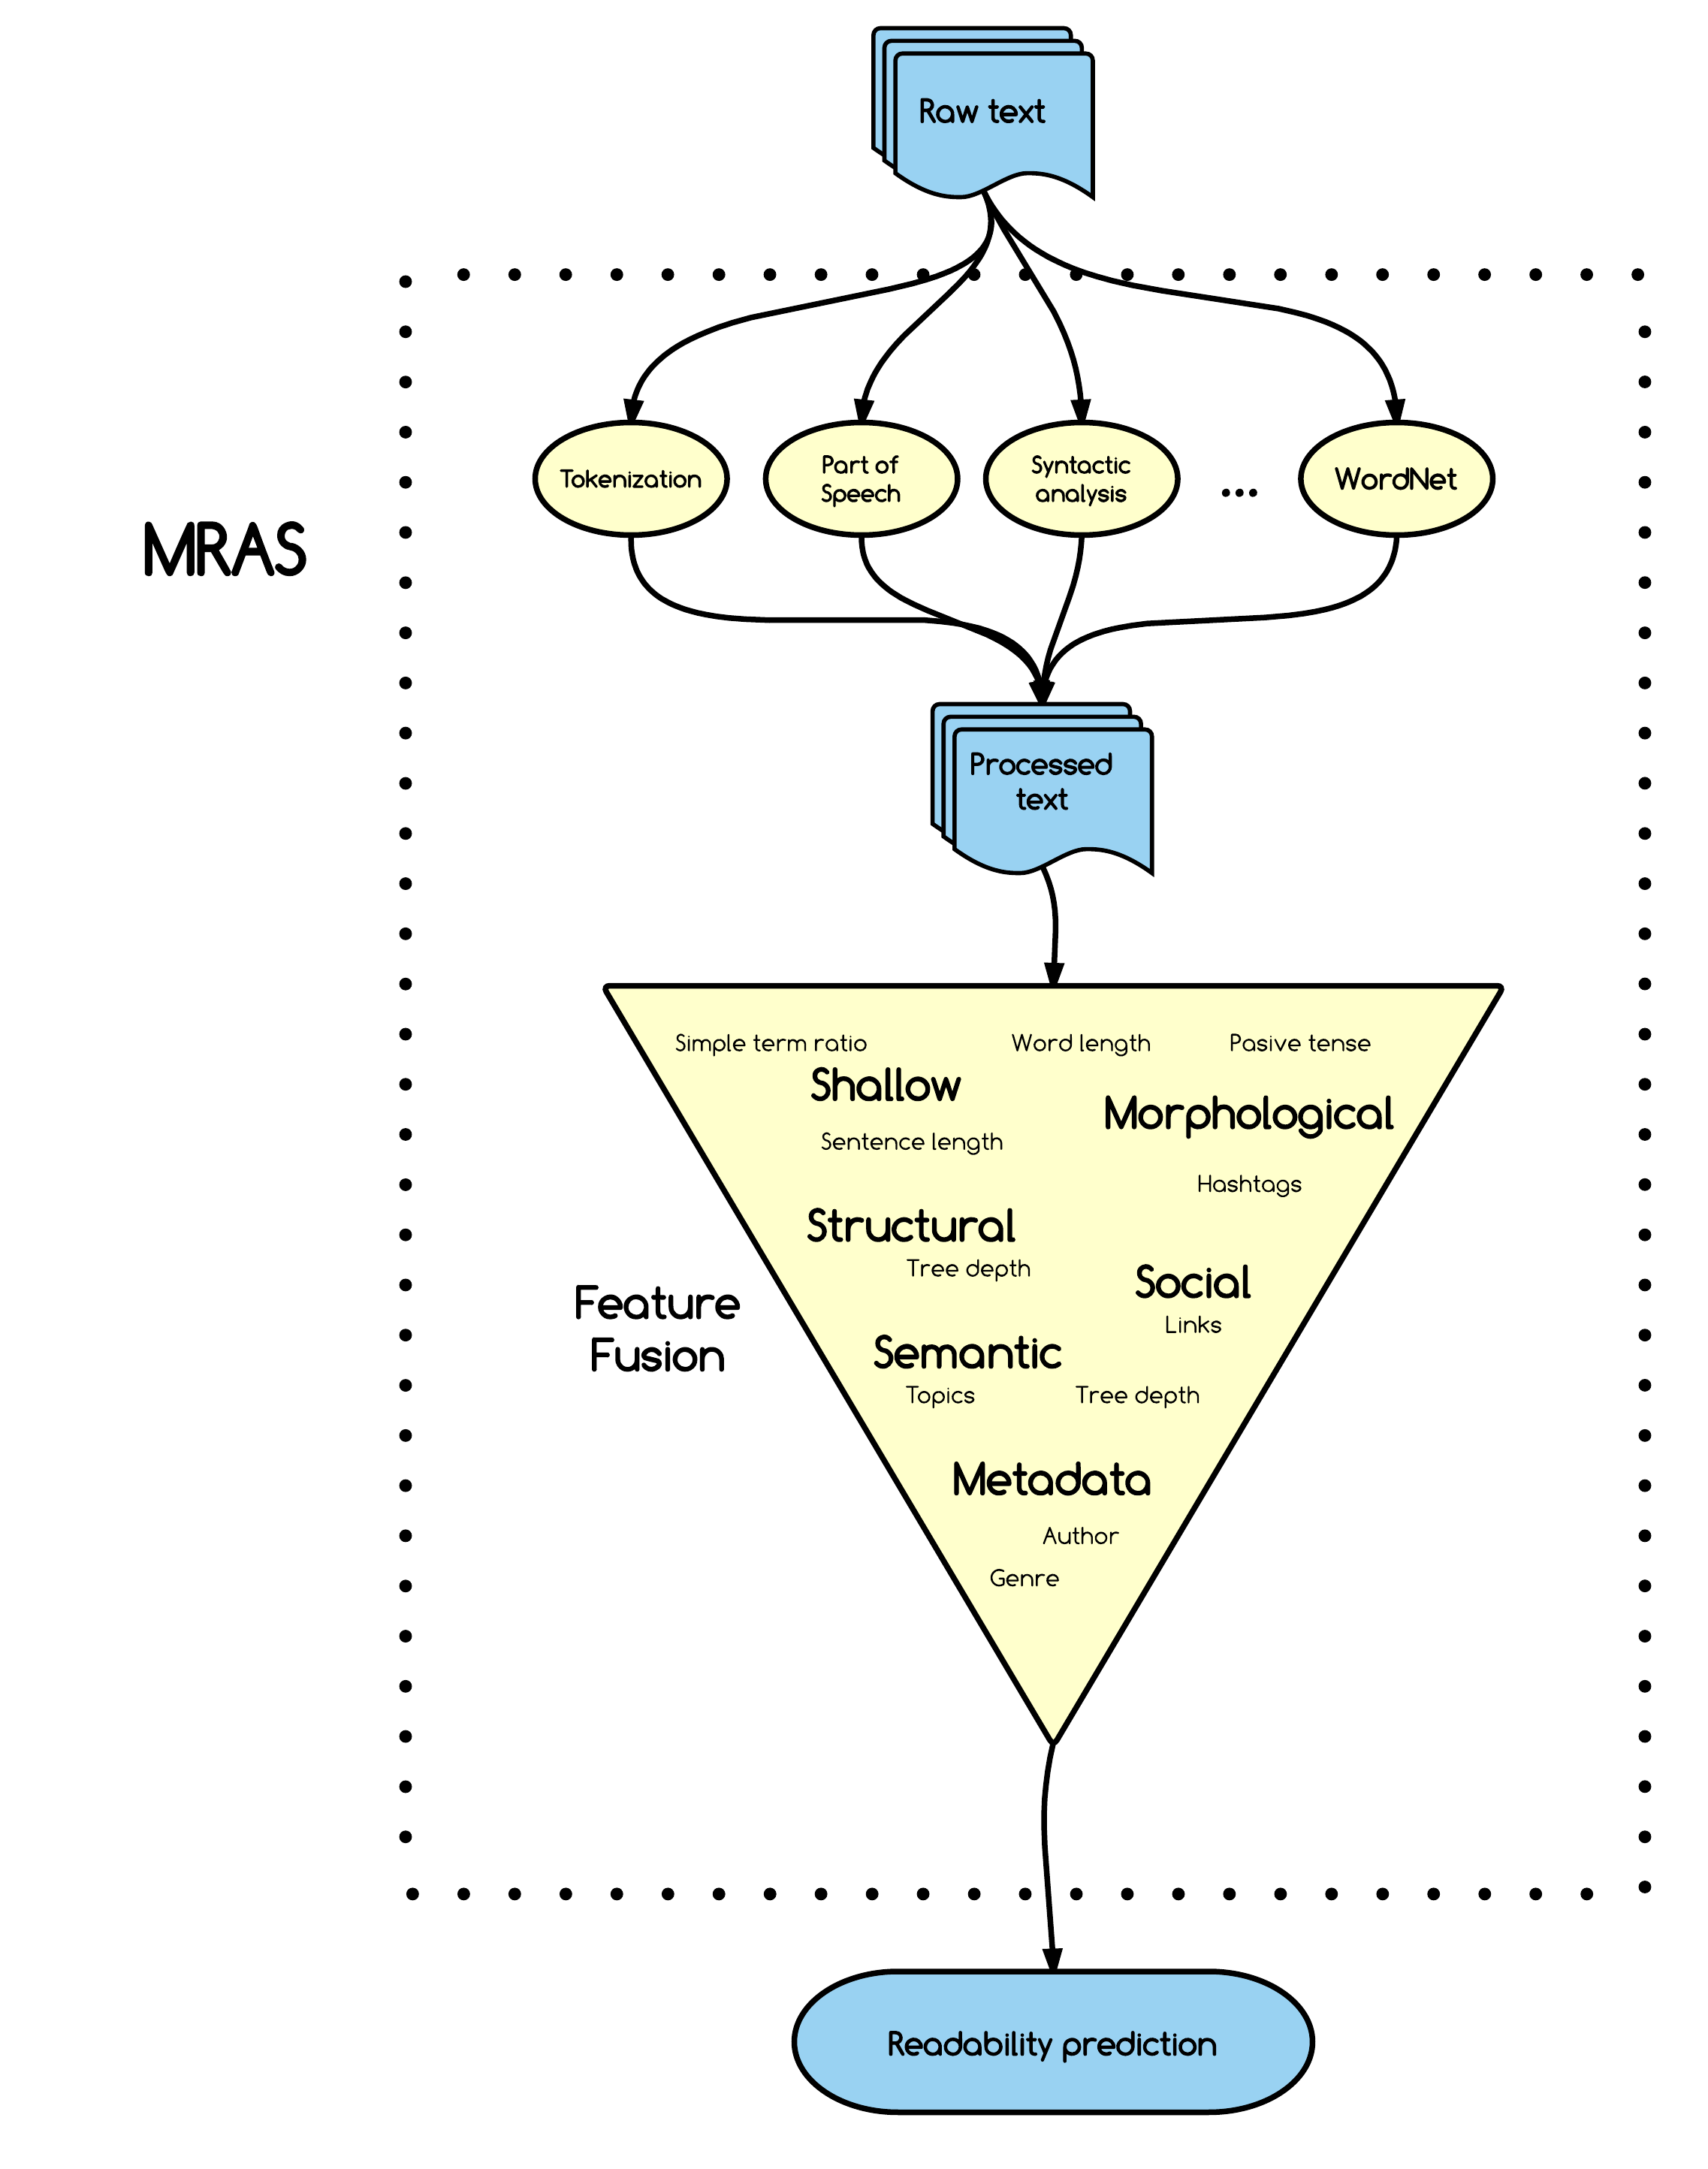 Raw text
MRAS
Tokenization
Part of
Speech
Syntactic
analysis
...
WordNet
Processed
text
Simple term ratio
Word length
Pasive tense
Shallow
Morphological
Sentence length
Hashtags
Structural
Tree depth
Social
Links
Feature
Fusion
Semantic
Topics
Tree depth
Metadata
Author
Genre
Readability prediction